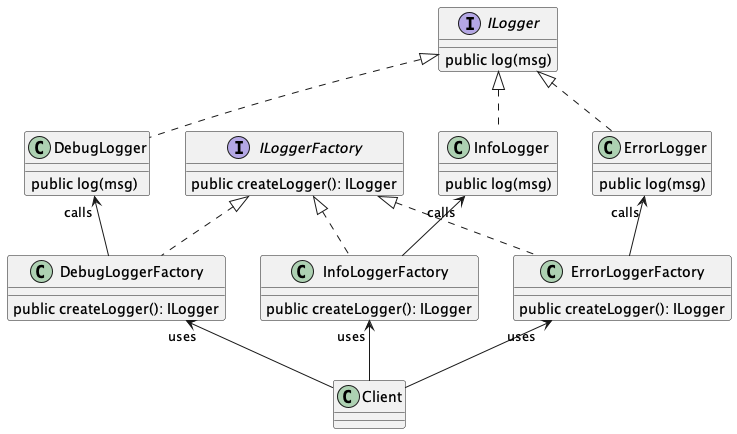 I ILogger
public log(msg)
C DebugLogger
public log(msg)
I ILoggerFactory
public createLogger(): ILogger
C InfoLogger
public log(msg)
C ErrorLogger
public log(msg)
calls
calls
calls
C DebugLoggerFactory
public createLogger(): ILogger
C InfoLoggerFactory
public createLogger(): ILogger
C ErrorLoggerFactory
public createLogger(): ILogger
uses
uses
uses
C Client